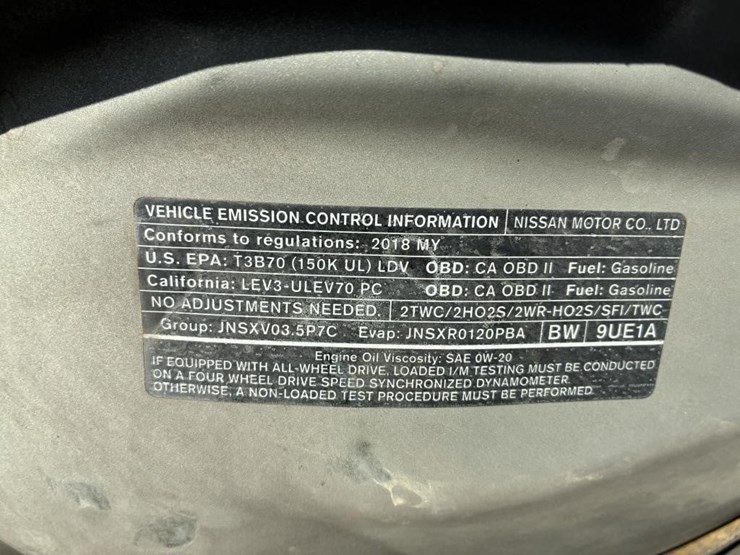 VEHICLE EMISSION CONTROL INFORMATION NISSAN MOTOR CO., LTD
Conforms to regulations: 2018 MY
U.S. EPA: T3B70 (150K UL) LDV OBD: CA OBD II Fuel: Gasoline
California: LEV3-ULEV70 PC OBD: CA OBD II Fuel: Gasoline
NO ADJUSTMENTS NEEDED. 2TWC/2HO2S/2WR-HO2S/SFI/TWC
Group: JNSXV03.5P7C Evap: JNSXR0120PBA BW 9UE1A
Engine Oil Viscosity: SAE 0W-20
IF EQUIPPED WITH ALL-WHEEL DRIVE, LOADED I/M TESTING MUST BE CONDUCTED
ON A FOUR WHEEL DRIVE SPEED SYNCHRONIZED DYNAMOMETER.
OTHERWISE, A NON-LOADED TEST PROCEDURE MUST BE PERFORMED.